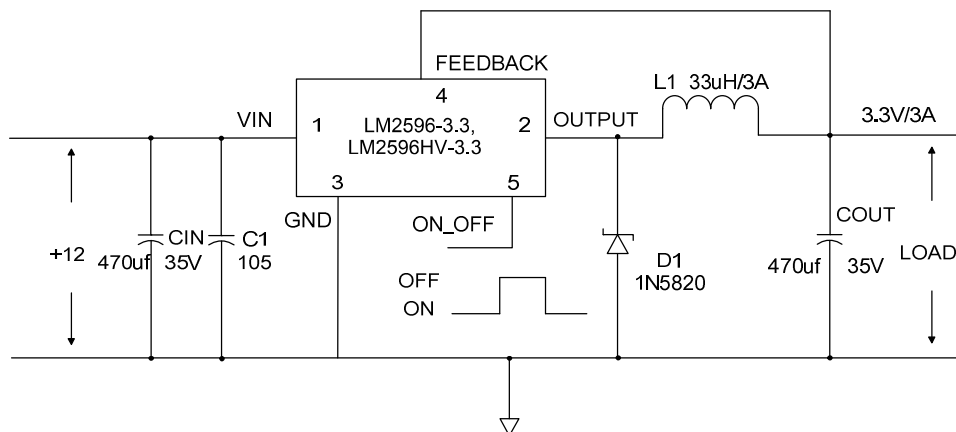 FEEDBACK
4
L1 33uH/3A
VIN
1
LM2596-3.3,
LM2596HV-3.3
2
OUTPUT
3.3V/3A
3
5
GND
ON_OFF
+12
470uf
CIN
35V
C1
105
OFF
ON
D1
1N5820
COUT
470uf
35V
LOAD